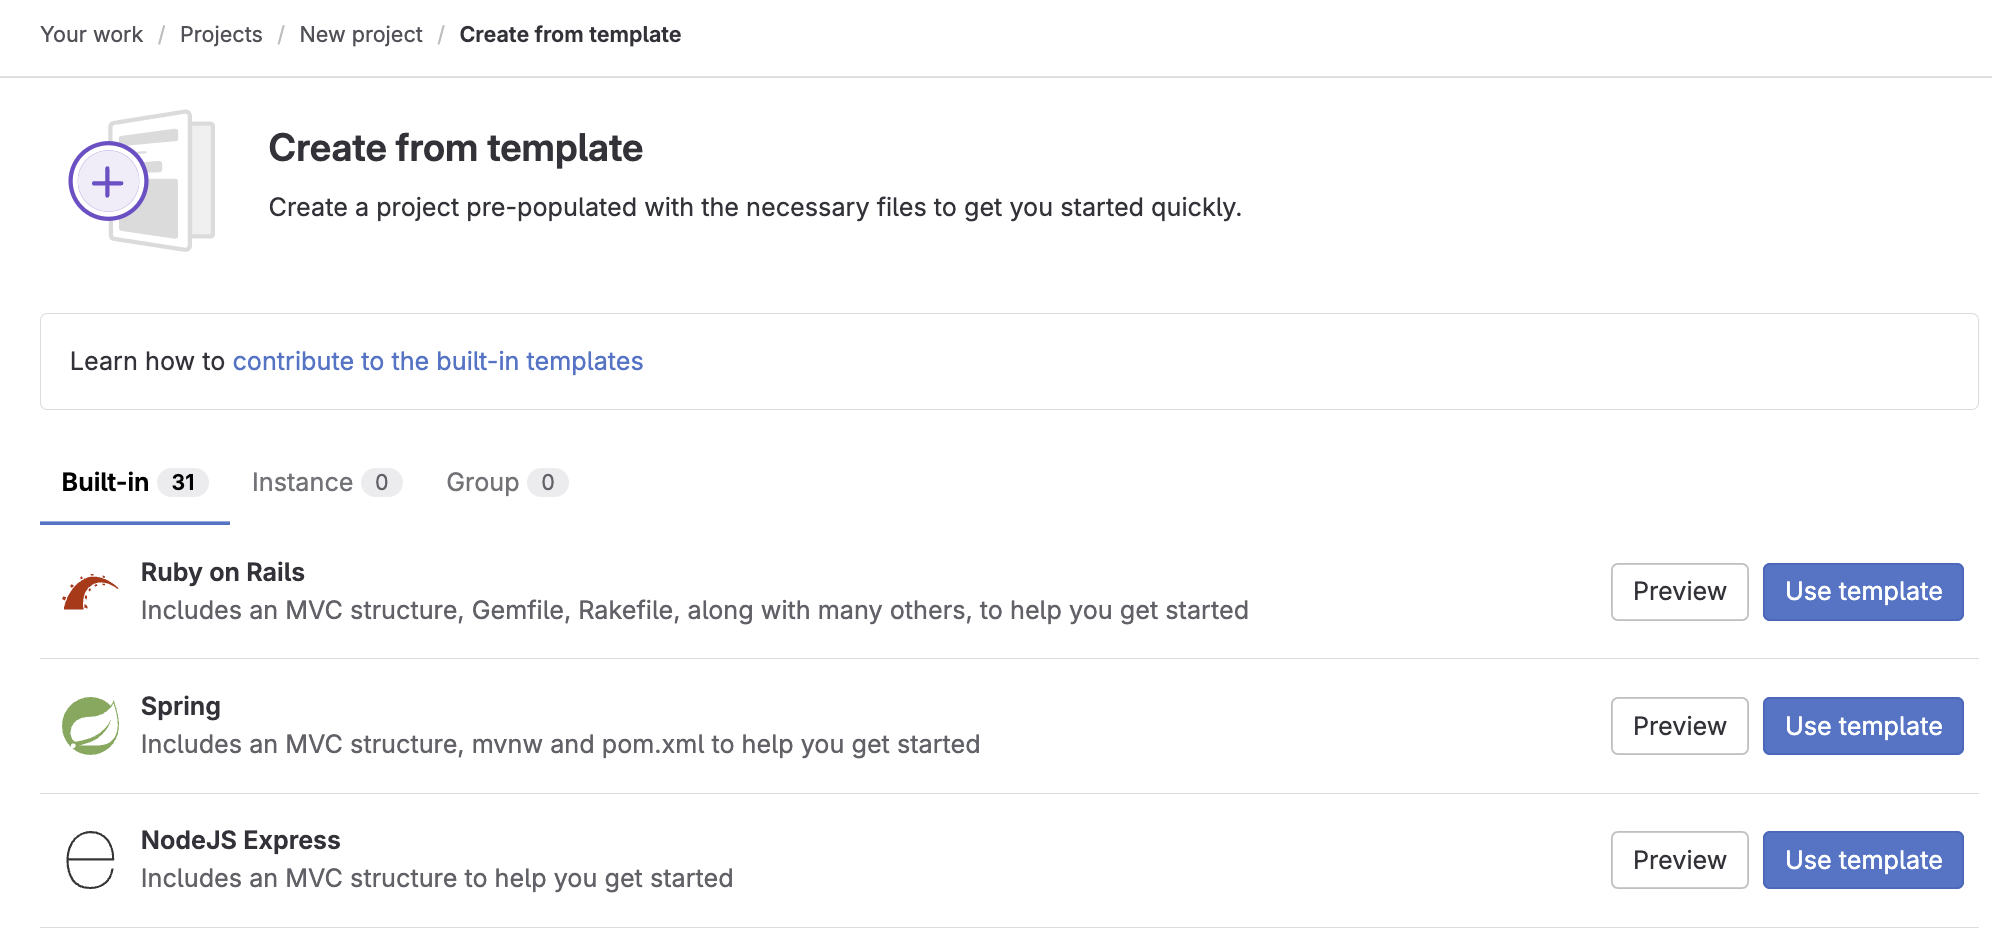 Your work / Projects / New project / Create from template
Create from template
Create a project pre-populated with the necessary files to get you started quickly.
Learn how to contribute to the built-in templates
Built-in 31 Instance 0 Group 0
Ruby on Rails
Includes an MVC structure, Gemfile, Rakefile, along with many others, to help you get started
Preview Use template
Spring
Includes an MVC structure, mvnw and pom.xml to help you get started
Preview Use template
NodeJS Express
Includes an MVC structure to help you get started
Preview Use template